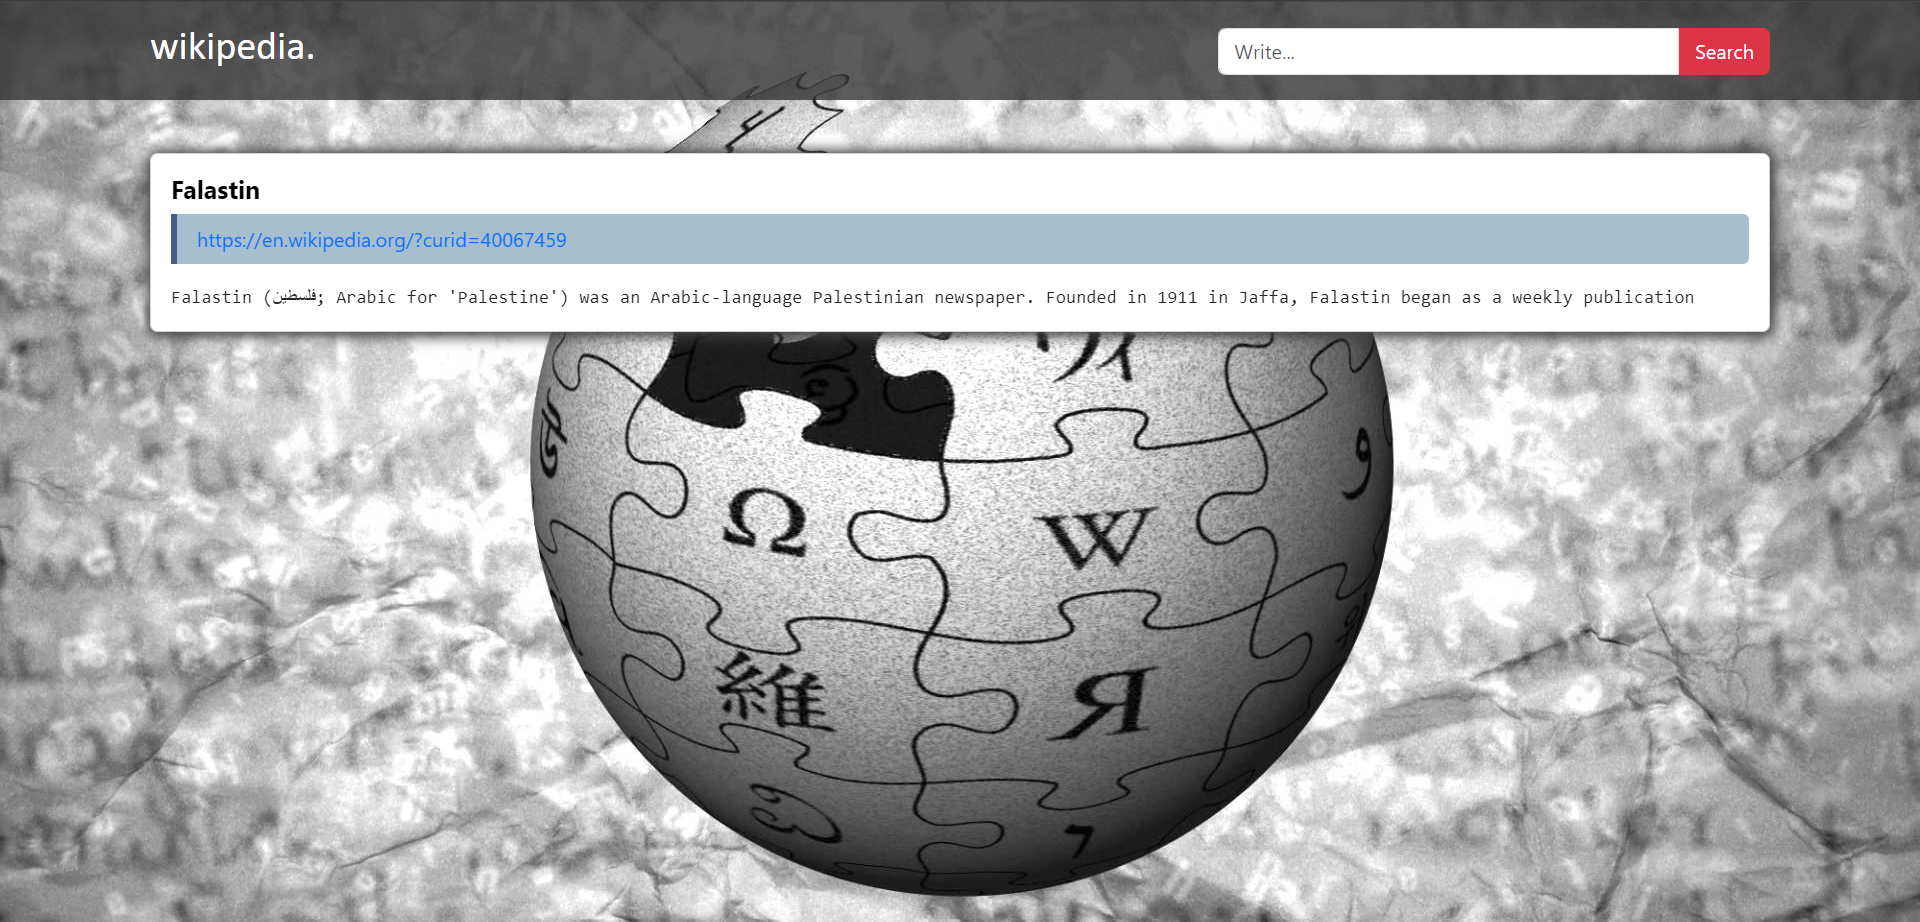 wikipedia.
Write...
Search
Falastin
https://en.wikipedia.org/?curid=40067459
Falastin (فلسطين; Arabic for 'Palestine') was an Arabic-language Palestinian newspaper. Founded in 1911 in Jaffa, Falastin began as a weekly publication
Ω
W
維
Я